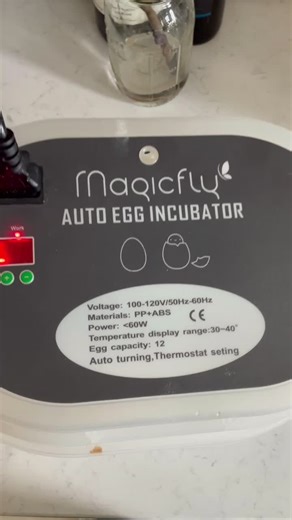 Magicfly
AUTO EGG INCUBATOR
Work
+ -
Voltage: 100-120V/50Hz-60Hz
Materials: PP+ABS CE
Power: <60W
Temperature display range:30~40°
Egg capacity: 12
Auto turning,Thermostat seting